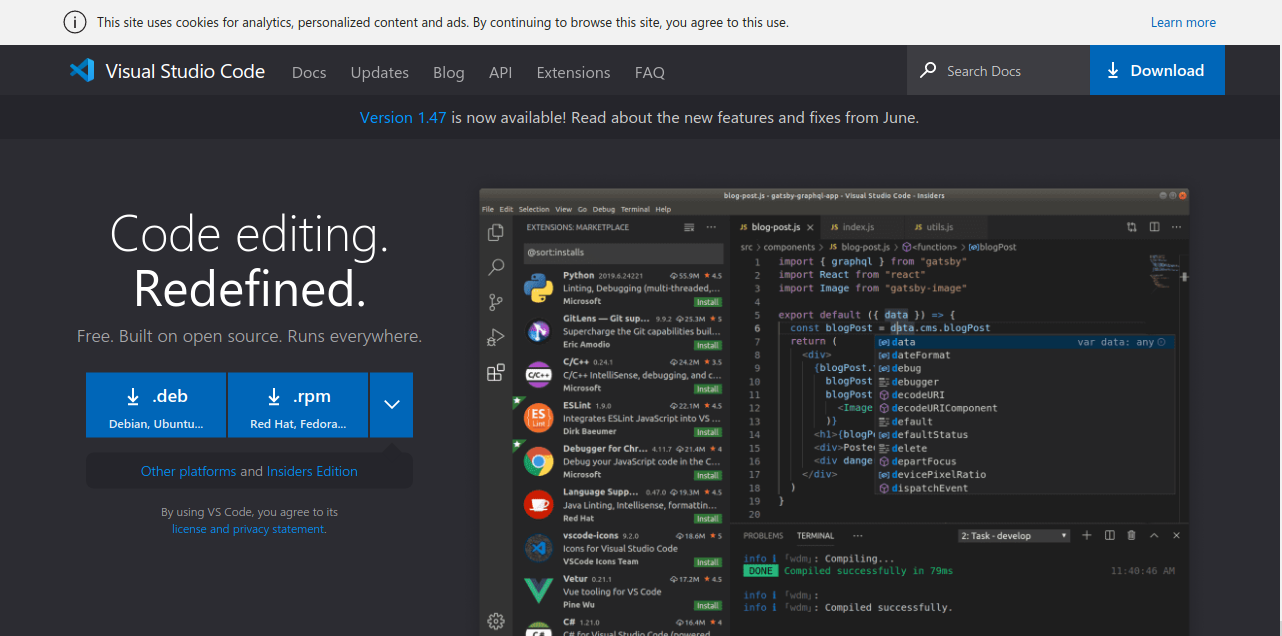 This site uses cookies for analytics, personalized content and ads. By continuing to browse this site, you agree to this use.
Learn more
Visual Studio Code
Docs
Updates
Blog
API
Extensions
FAQ
Search Docs
Download
Version 1.47 is now available! Read about the new features and fixes from June.
Code editing.
Redefined.
Free. Built on open source. Runs everywhere.
.deb
Debian, Ubuntu...
.rpm
Red Hat, Fedora...
Other platforms and Insiders Edition
By using VS Code, you agree to its
license and privacy statement.
blog-post.js - gatsby-graphql-app - Visual Studio Code - Insiders
File Edit Selection View Go Debug Terminal Help
EXTENSIONS: MARKETPLACE
@sort:installs
Python 2019.6.24221 55.9M ★ 4.5
Linting, Debugging (multi-threaded,...
Microsoft Install
GitLens — Git sup... 9.9.2 25.3M ★ 5
Supercharge the Git capabilities buil...
Eric Amodio Install
C/C++ 0.24.1 24.2M ★ 3.5
C/C++ IntelliSense, debugging, and c...
Microsoft Install
ESLint 1.9.0 22.1M ★ 4.5
Integrates ESLint JavaScript into VS ...
Dirk Baeumer Install
Debugger for Chr... 4.11.7 21.4M ★ 4
Debug your JavaScript code in the C...
Microsoft Install
Language Supp... 0.47.0 19.3M ★ 4.5
Java Linting, Intellisense, formattin...
Red Hat Install
vscode-icons 9.2.0 18.6M ★ 5
Icons for Visual Studio Code
VSCode Icons Team Install
Vetur 0.21.1 17.2M ★ 4.5
Vue tooling for VS Code
Pine Wu Install
C# 1.21.0 16.4M ★ 4
C# for Visual Studio Code (powered
JS blog-post.js
JS index.js
JS utils.js
src > components > JS blog-post.js > <function> > blogPost
1 import { graphql } from "gatsby"
2 import React from "react"
3 import Image from "gatsby-image"
4
5 export default ({ data }) => {
6 const blogPost = data.cms.blogPost
7 return (
8 <div>
9 {blogPost.
10 blogPost
11 blogPost
12 <Image
13 )}
14 <h1>{blogP
15 <div>Poste
16 <div dange
17 </div>
18 )
19 }
20
data var data: any
dateFormat
debug
debugger
decodeURI
decodeURIComponent
default
defaultStatus
delete
departFocus
devicePixelRatio
dispatchEvent
PROBLEMS TERMINAL ... 2: Task - develop
info ℹ ｢wdm｣: Compiling...
DONE Compiled successfully in 79ms 11:40:46 AM
info ℹ ｢wdm｣:
info ℹ ｢wdm｣: Compiled successfully.